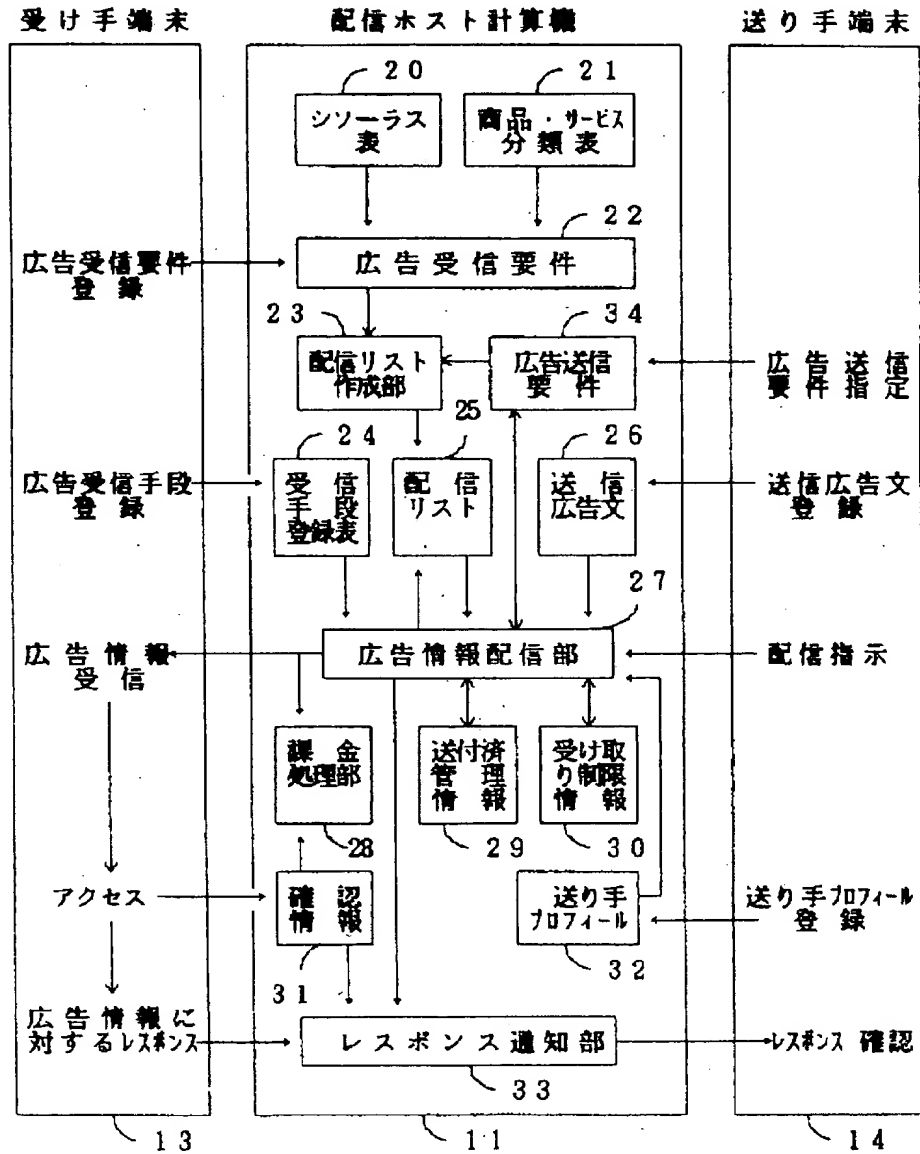 受け手端末
配信ホスト計算機
送り手端末
20
21
シソーラス
表
商品・サービス
分類表
22
広告受信要件
登録
広告受信要件
23
34
配信リスト
作成部
広告送信
要件
広告送信
要件指定
24
25
26
広告受信手段
登録
受信
手段
登録表
配信
リスト
送信
広告文
送信広告文
登録
27
広告情報
受信
広告情報配信部
配信指示
課金
処理部
送付済
管理
情報
受け取
り制限
情報
28
29
30
アクセス
確認
情報
送り手
プロフィール
送り手プロフィール
登録
31
32
広告情報に
対するレスポンス
レスポンス通知部
レスポンス確認
33
13
11
14